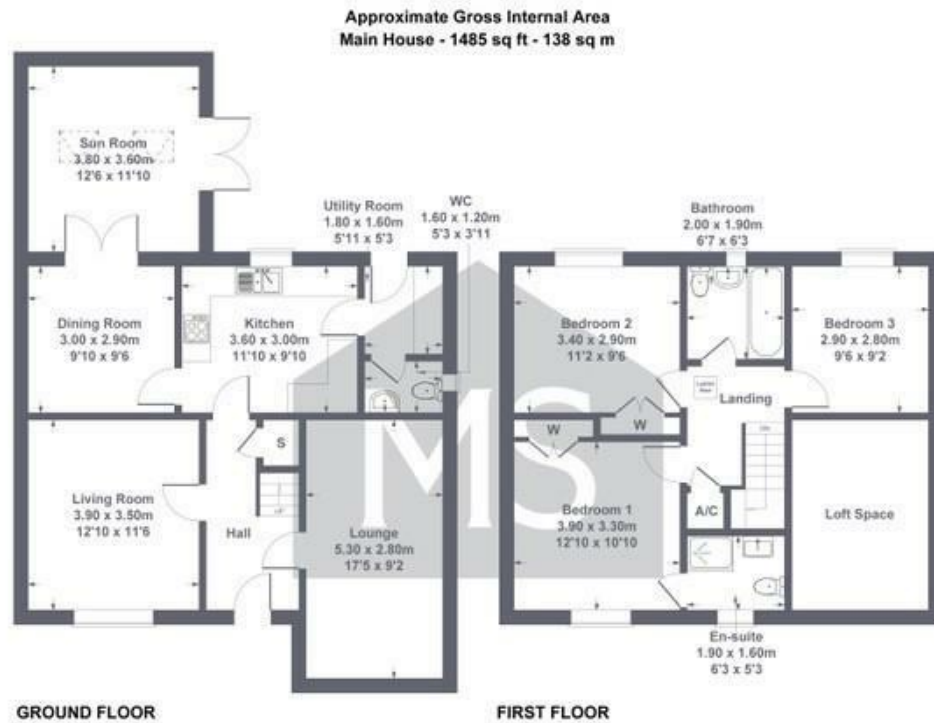 Approximate Gross Internal Area
Main House - 1485 sq ft - 138 sq m
Sun Room
3.80 x 3.60m
12'6 x 11'10
Utility Room
1.80 x 1.60m
5'11 x 5'3
WC
1.60 x 1.20m
5'3 x 3'11
Dining Room
3.00 x 2.90m
9'10 x 9'6
Kitchen
3.60 x 3.00m
11'10 x 9'10
Living Room
3.90 x 3.50m
12'10 x 11'6
Hall
S
Lounge
5.30 x 2.80m
17'5 x 9'2
GROUND FLOOR
Bathroom
2.00 x 1.90m
6'7 x 6'3
Bedroom 2
3.40 x 2.90m
11'2 x 9'6
Bedroom 3
2.90 x 2.80m
9'6 x 9'2
Landing
W
W
Bedroom 1
3.90 x 3.30m
12'10 x 10'10
A/C
Loft Space
En-suite
1.90 x 1.60m
6'3 x 5'3
FIRST FLOOR
MS